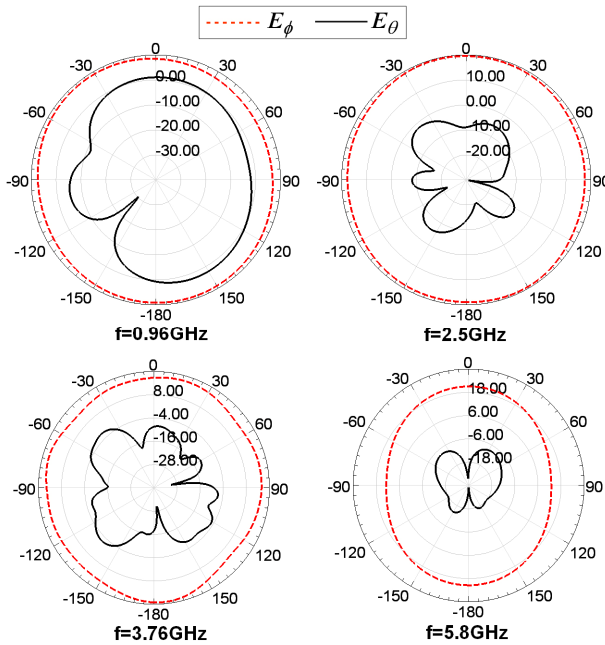 E_ϕ E_θ
0 0
-30 0.00 30 -30 10.00 30
-10.00 0.00
-60 -20.00 60 -60 -10.00 60
-30.00 -20.00
-90 90 -90 90
-120 120 -120 120
-150 150 -150 150
-180 -180
f=0.96GHz f=2.5GHz
0 0
-30 8.00 30 -30 18.00 30
-4.00 6.00
-60 -16.00 60 -60 -6.00 60
-28.00 18.00
-90 90 -90 90
-120 120 -120 120
-150 150 -150 150
-180 -180
f=3.76GHz f=5.8GHz